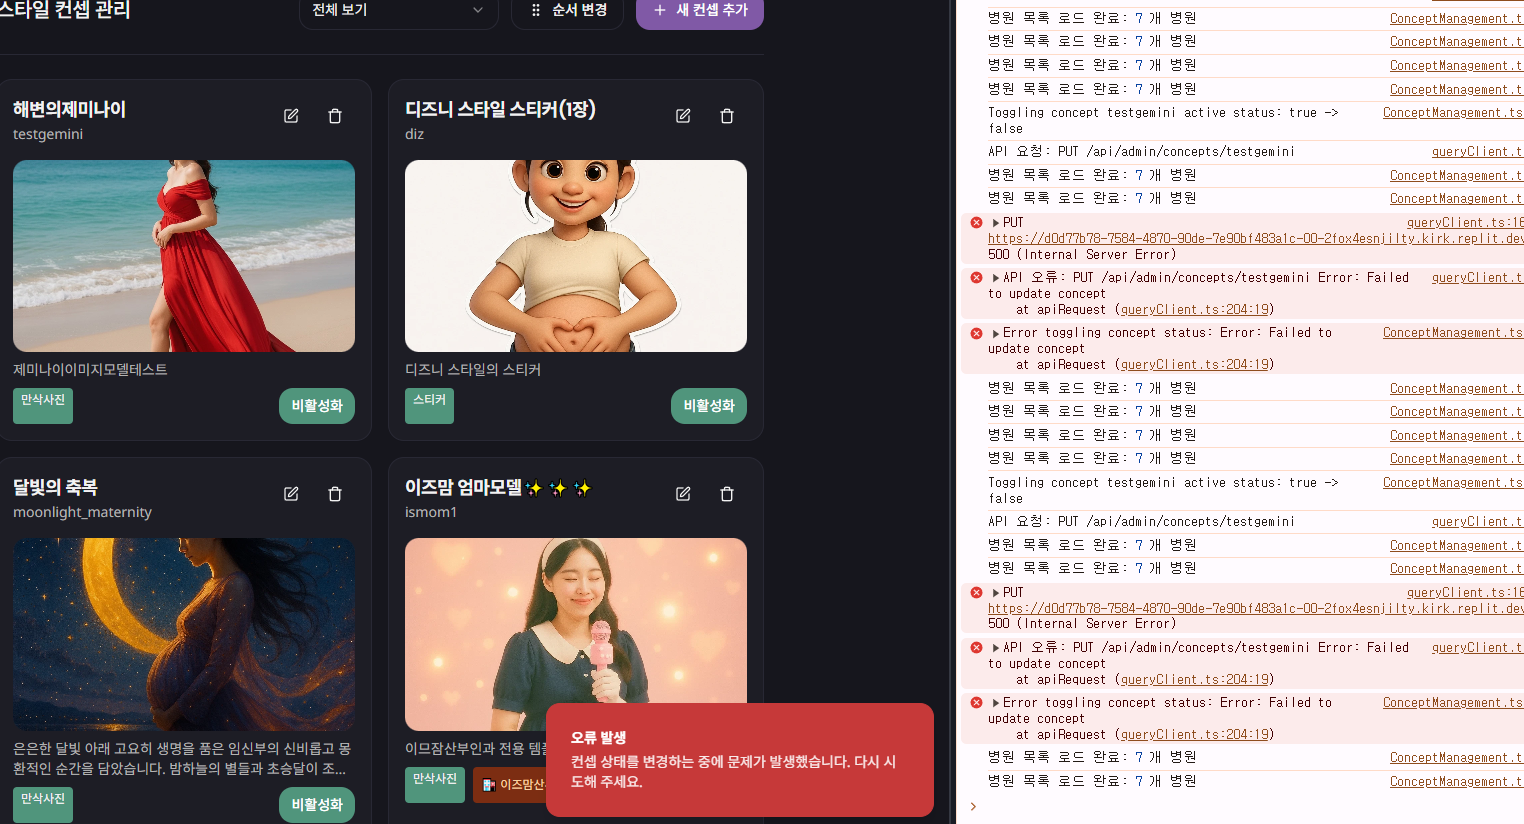 스타일 컨셉 관리
전체 보기
순서 변경
+ 새 컨셉 추가
해변의제미나이
testgemini
제미나이이미지모델테스트
만삭사진
비활성화
디즈니 스타일 스티커(1장)
diz
디즈니 스타일의 스티커
스티커
비활성화
달빛의 축복
moonlight_maternity
은은한 달빛 아래 고요히 생명을 품은 임신부의 신비롭고 몽
환적인 순간을 담았습니다. 밤하늘의 별들과 초승달이 조...
만삭사진
비활성화
이즈맘 엄마모델✨ ✨ ✨
ismom1
이므잠산부인과 전용 템
만삭사진
이즈맘산
오류 발생
컨셉 상태를 변경하는 중에 문제가 발생했습니다. 다시 시
도해 주세요.
병원 목록 로드 완료: 7 개 병원 ConceptManagement.t
병원 목록 로드 완료: 7 개 병원 ConceptManagement.t
병원 목록 로드 완료: 7 개 병원 ConceptManagement.t
병원 목록 로드 완료: 7 개 병원 ConceptManagement.t
Toggling concept testgemini active status: true -> ConceptManagement.ts
false
API 요청: PUT /api/admin/concepts/testgemini queryClient.t
병원 목록 로드 완료: 7 개 병원 ConceptManagement.t
병원 목록 로드 완료: 7 개 병원 ConceptManagement.t
▶PUT queryClient.ts:16
https://d0d77b78-7584-4870-90de-7e90bf483a1c-00-2fox4esnjilty.kirk.replit.dev
500 (Internal Server Error)
▶API 오류: PUT /api/admin/concepts/testgemini Error: Failed queryClient.t
to update concept
at apiRequest (queryClient.ts:204:19)
▶Error toggling concept status: Error: Failed to ConceptManagement.t
update concept
at apiRequest (queryClient.ts:204:19)
병원 목록 로드 완료: 7 개 병원 ConceptManagement.t
병원 목록 로드 완료: 7 개 병원 ConceptManagement.t
병원 목록 로드 완료: 7 개 병원 ConceptManagement.t
병원 목록 로드 완료: 7 개 병원 ConceptManagement.t
Toggling concept testgemini active status: true -> ConceptManagement.ts
false
API 요청: PUT /api/admin/concepts/testgemini queryClient.t
병원 목록 로드 완료: 7 개 병원 ConceptManagement.t
병원 목록 로드 완료: 7 개 병원 ConceptManagement.t
▶PUT queryClient.ts:16
https://d0d77b78-7584-4870-90de-7e90bf483a1c-00-2fox4esnjilty.kirk.replit.dev
500 (Internal Server Error)
▶API 오류: PUT /api/admin/concepts/testgemini Error: Failed queryClient.t
to update concept
at apiRequest (queryClient.ts:204:19)
▶Error toggling concept status: Error: Failed to ConceptManagement.t
update concept
at apiRequest (queryClient.ts:204:19)
병원 목록 로드 완료: 7 개 병원 ConceptManagement.t
병원 목록 로드 완료: 7 개 병원 ConceptManagement.t